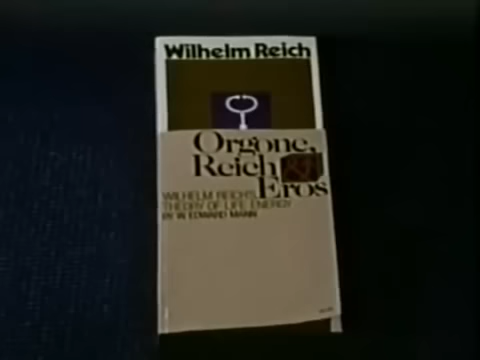 Wilhelm Reich
Orgone,
Reich &
Eros
WILHELM REICH'S
THEORY OF LIFE ENERGY
BY W. EDWARD MANN